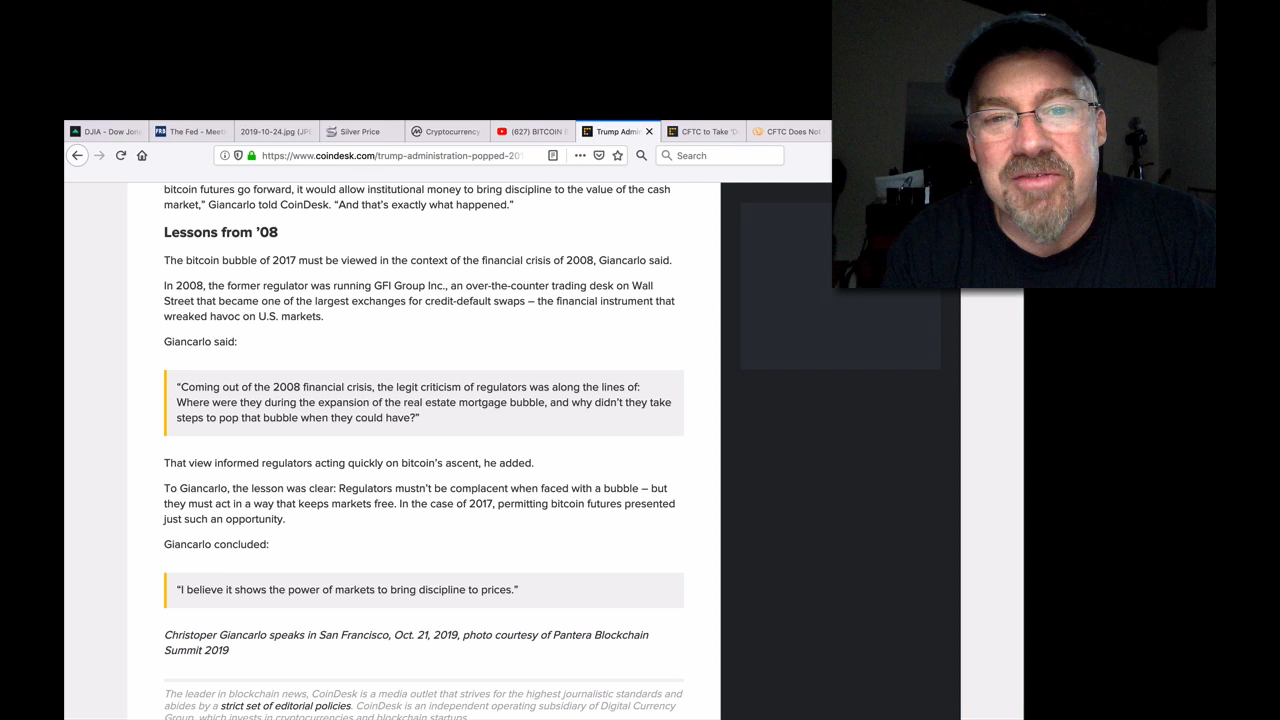 DJIA - Dow Jon
The Fed - Meet
2019-10-24.jpg (JPE
Silver Price
Cryptocurrency
(627) BITCOIN
Trump Admi
CFTC to Take 'D
CFTC Does Not
https://www.coindesk.com/trump-administration-popped-20
Search
bitcoin futures go forward, it would allow institutional money to bring discipline to the value of the cash
market,” Giancarlo told CoinDesk. “And that’s exactly what happened.”
Lessons from ’08
The bitcoin bubble of 2017 must be viewed in the context of the financial crisis of 2008, Giancarlo said.
In 2008, the former regulator was running GFI Group Inc., an over-the-counter trading desk on Wall
Street that became one of the largest exchanges for credit-default swaps – the financial instrument that
wreaked havoc on U.S. markets.
Giancarlo said:
“Coming out of the 2008 financial crisis, the legit criticism of regulators was along the lines of:
Where were they during the expansion of the real estate mortgage bubble, and why didn’t they take
steps to pop that bubble when they could have?”
That view informed regulators acting quickly on bitcoin’s ascent, he added.
To Giancarlo, the lesson was clear: Regulators mustn’t be complacent when faced with a bubble – but
they must act in a way that keeps markets free. In the case of 2017, permitting bitcoin futures presented
just such an opportunity.
Giancarlo concluded:
“I believe it shows the power of markets to bring discipline to prices.”
Christoper Giancarlo speaks in San Francisco, Oct. 21, 2019, photo courtesy of Pantera Blockchain
Summit 2019
The leader in blockchain news, CoinDesk is a media outlet that strives for the highest journalistic standards and
abides by a strict set of editorial policies. CoinDesk is an independent operating subsidiary of Digital Currency
Group, which invests in cryptocurrencies and blockchain startups.